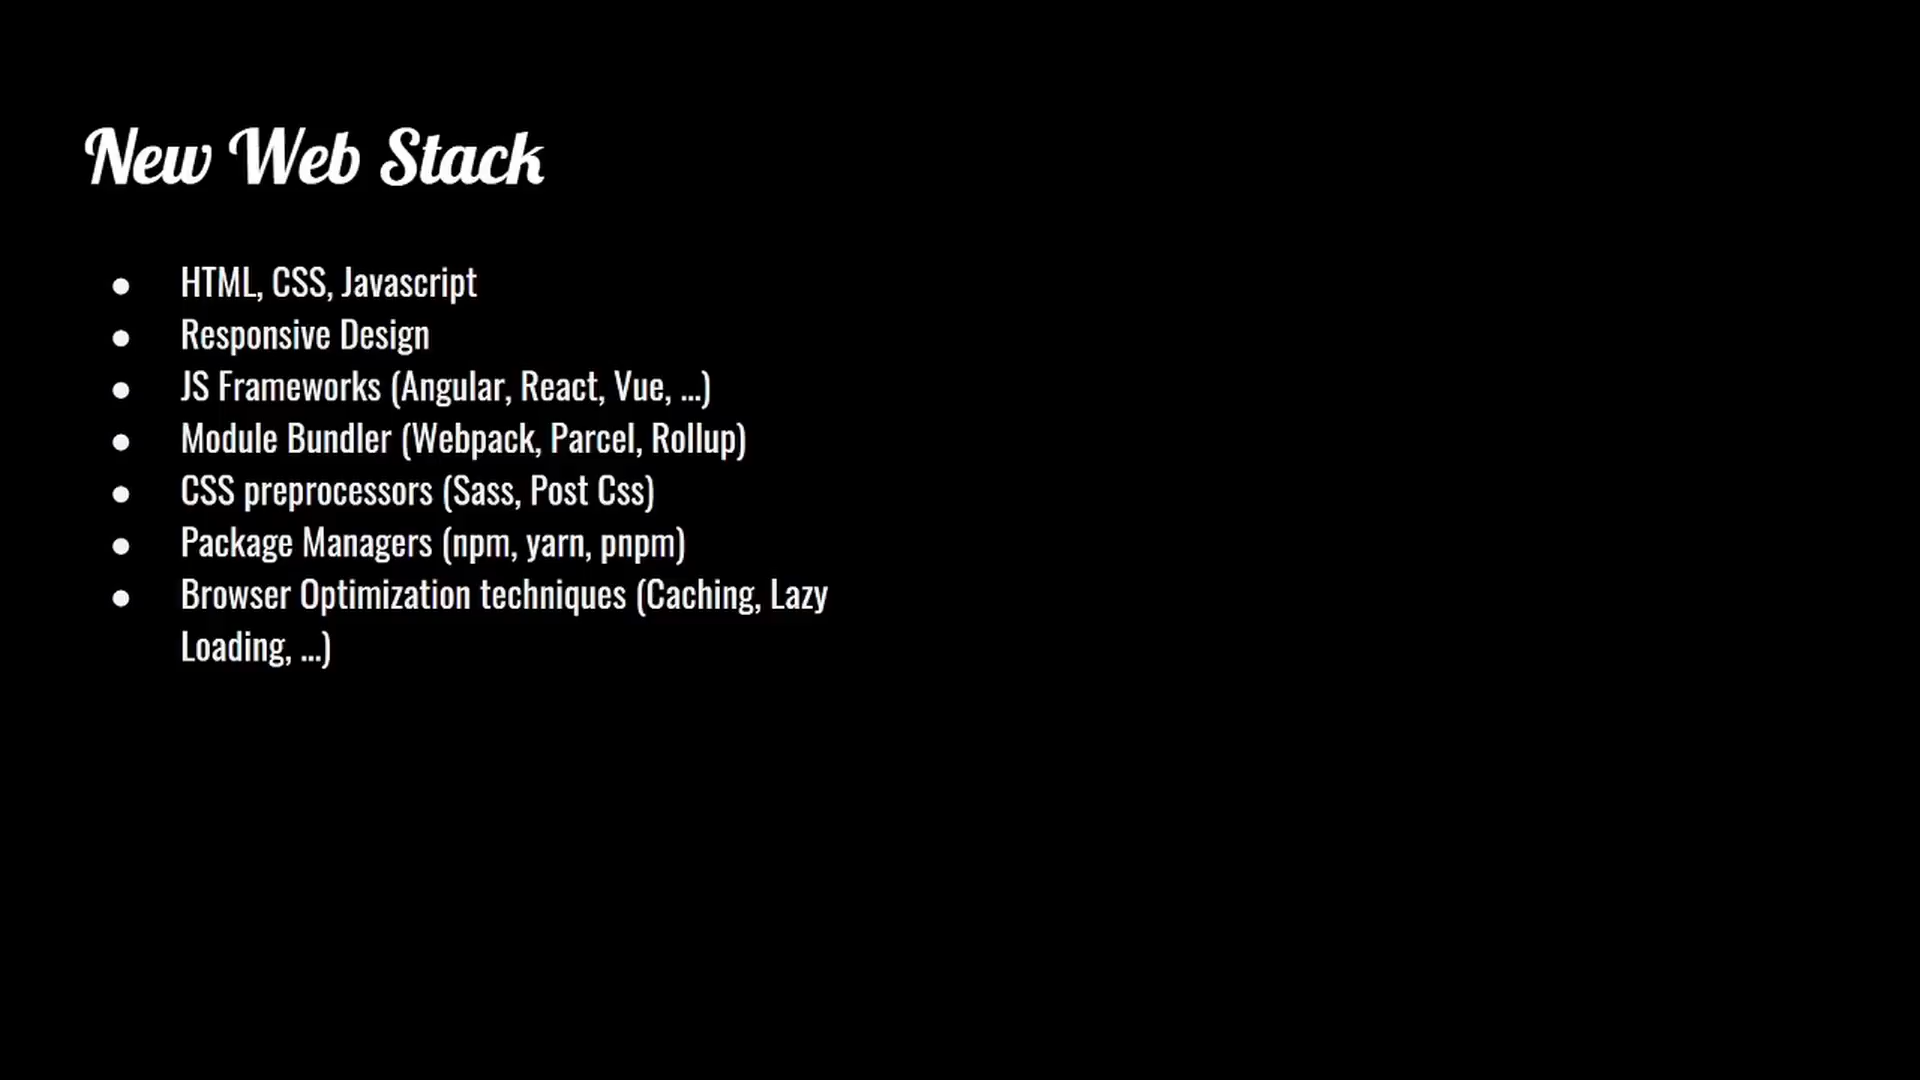 New Web Stack
● HTML, CSS, Javascript
● Responsive Design
● JS Frameworks (Angular, React, Vue, ...)
● Module Bundler (Webpack, Parcel, Rollup)
● CSS preprocessors (Sass, Post Css)
● Package Managers (npm, yarn, pnpm)
● Browser Optimization techniques (Caching, Lazy
Loading, ...)